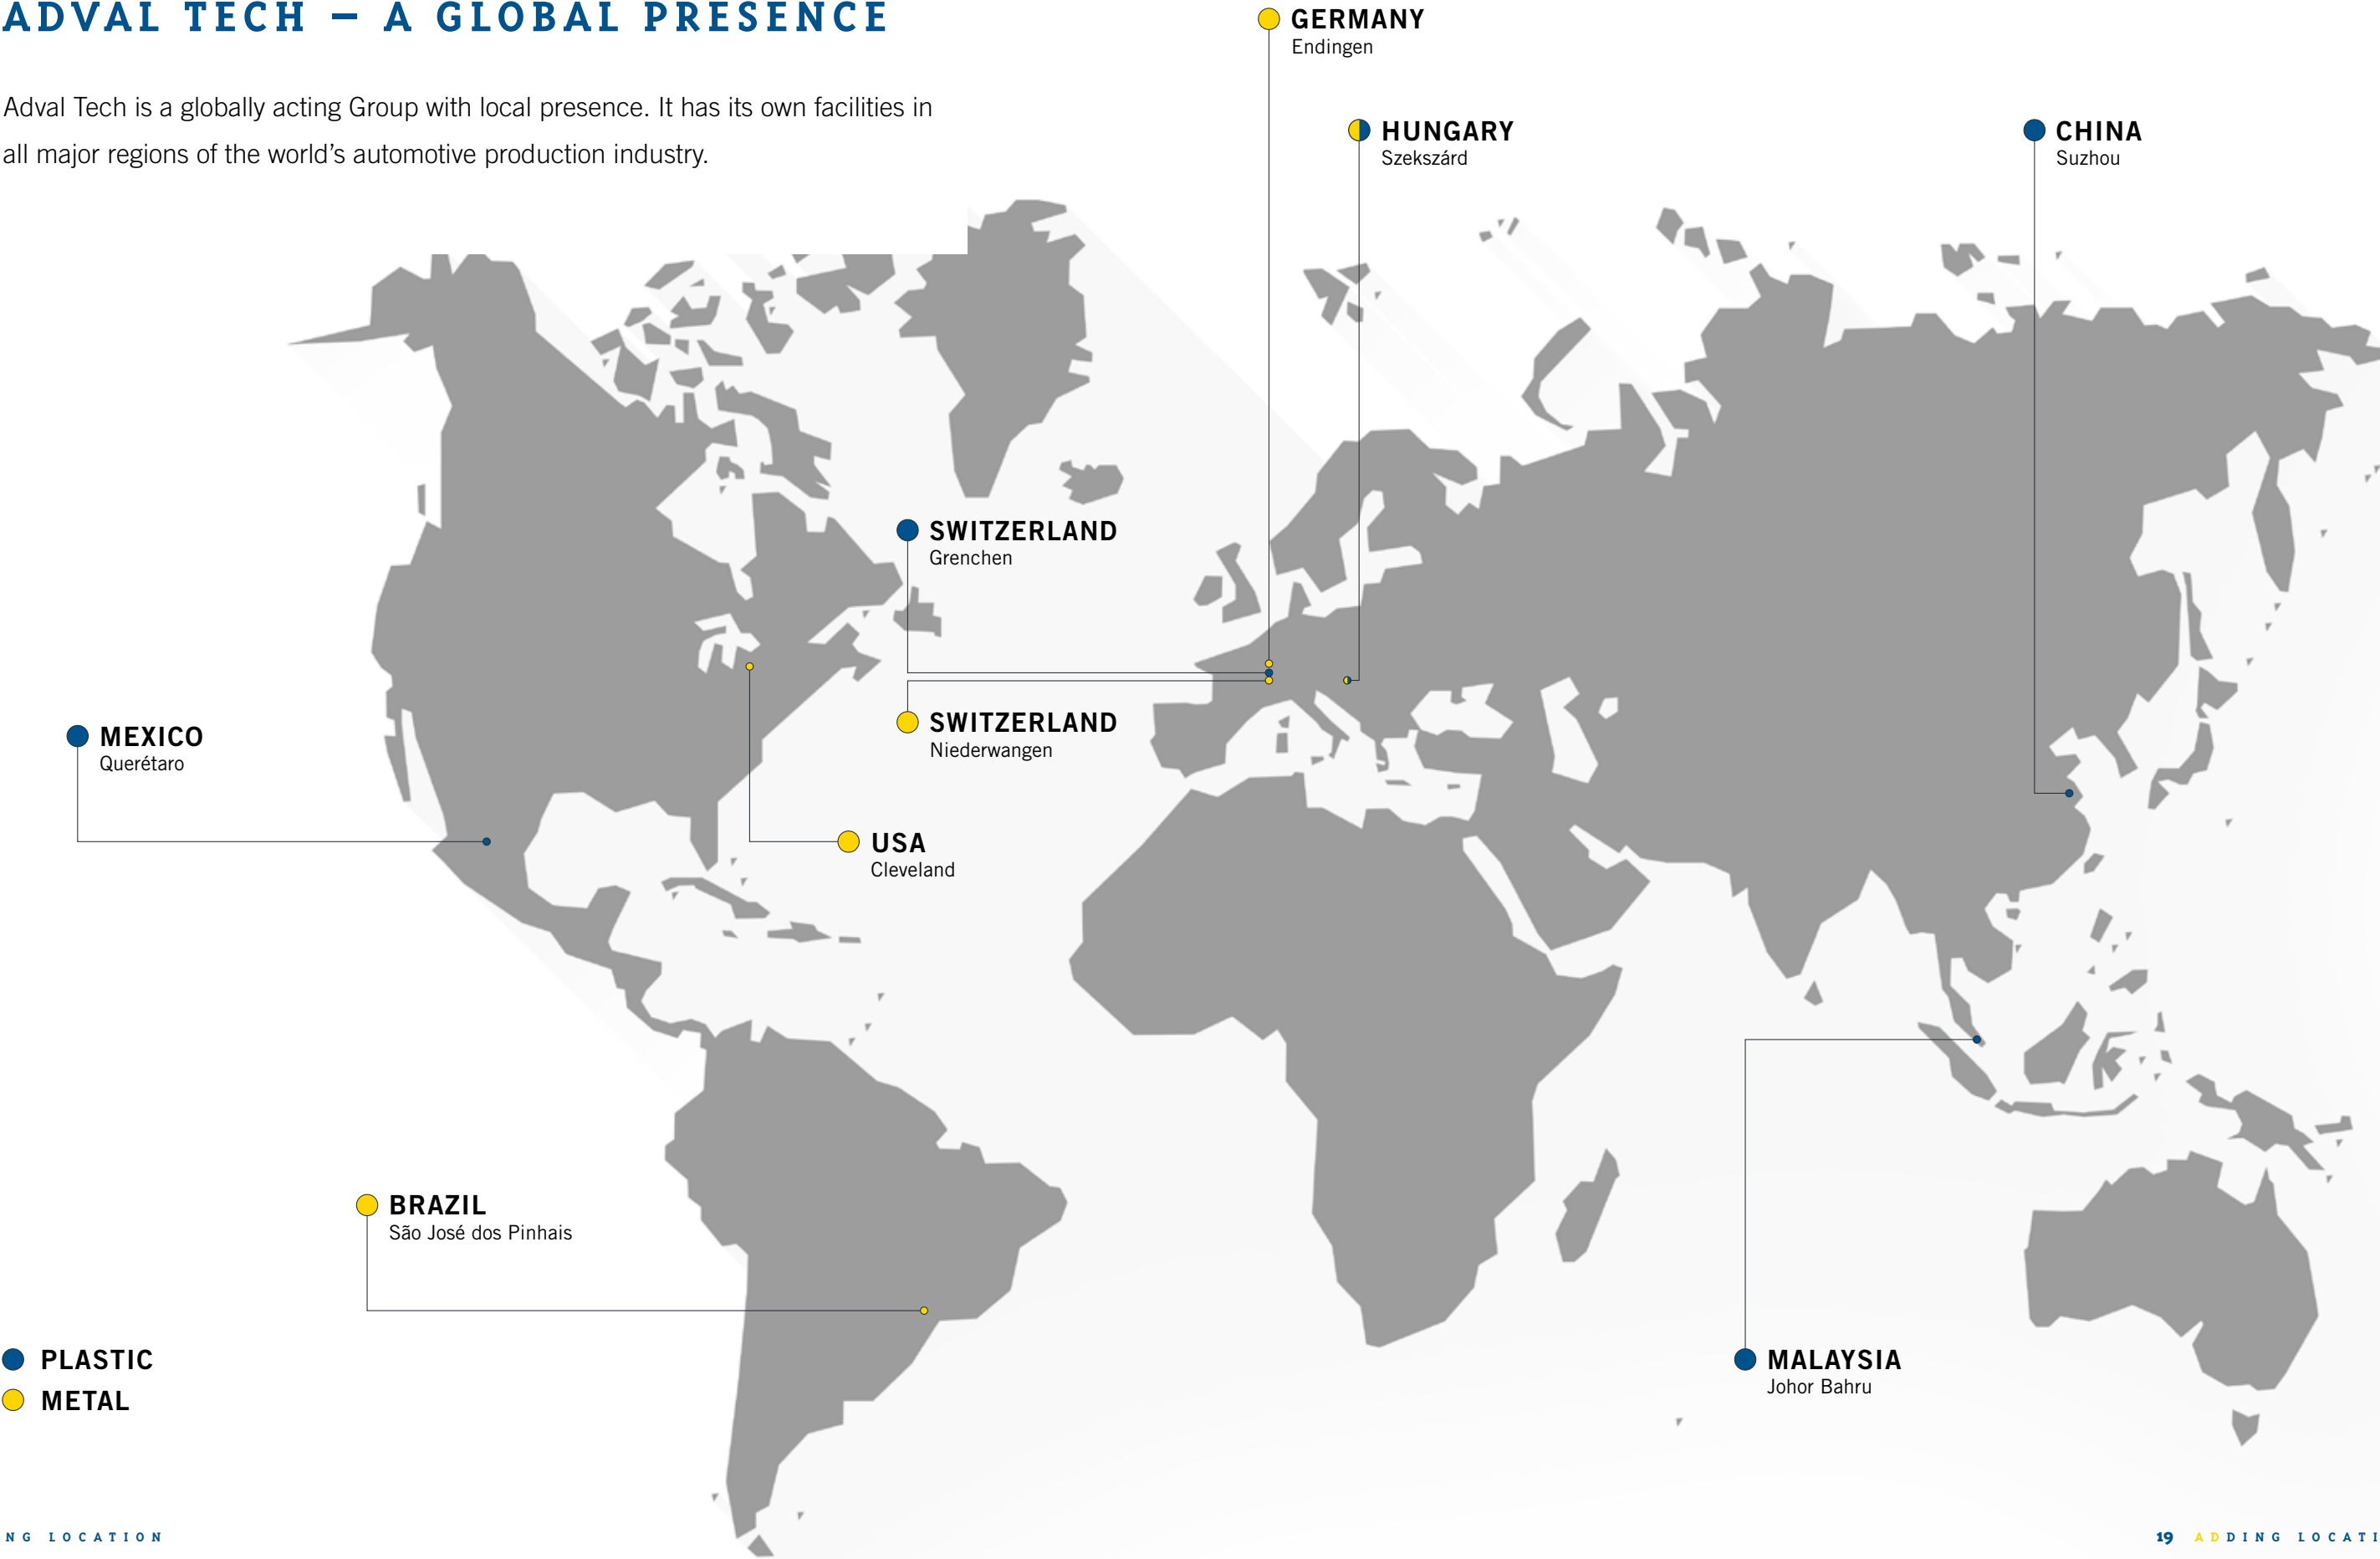 ADVAL TECH – A GLOBAL PRESENCE
Adval Tech is a globally acting Group with local presence. It has its own facilities in
all major regions of the world’s automotive production industry.
GERMANY
Endingen
HUNGARY
Szekszárd
CHINA
Suzhou
SWITZERLAND
Grenchen
SWITZERLAND
Niederwangen
MEXICO
Querétaro
USA
Cleveland
BRAZIL
São José dos Pinhais
MALAYSIA
Johor Bahru
PLASTIC
METAL
NG LOCATION
19 ADDING LOCATI